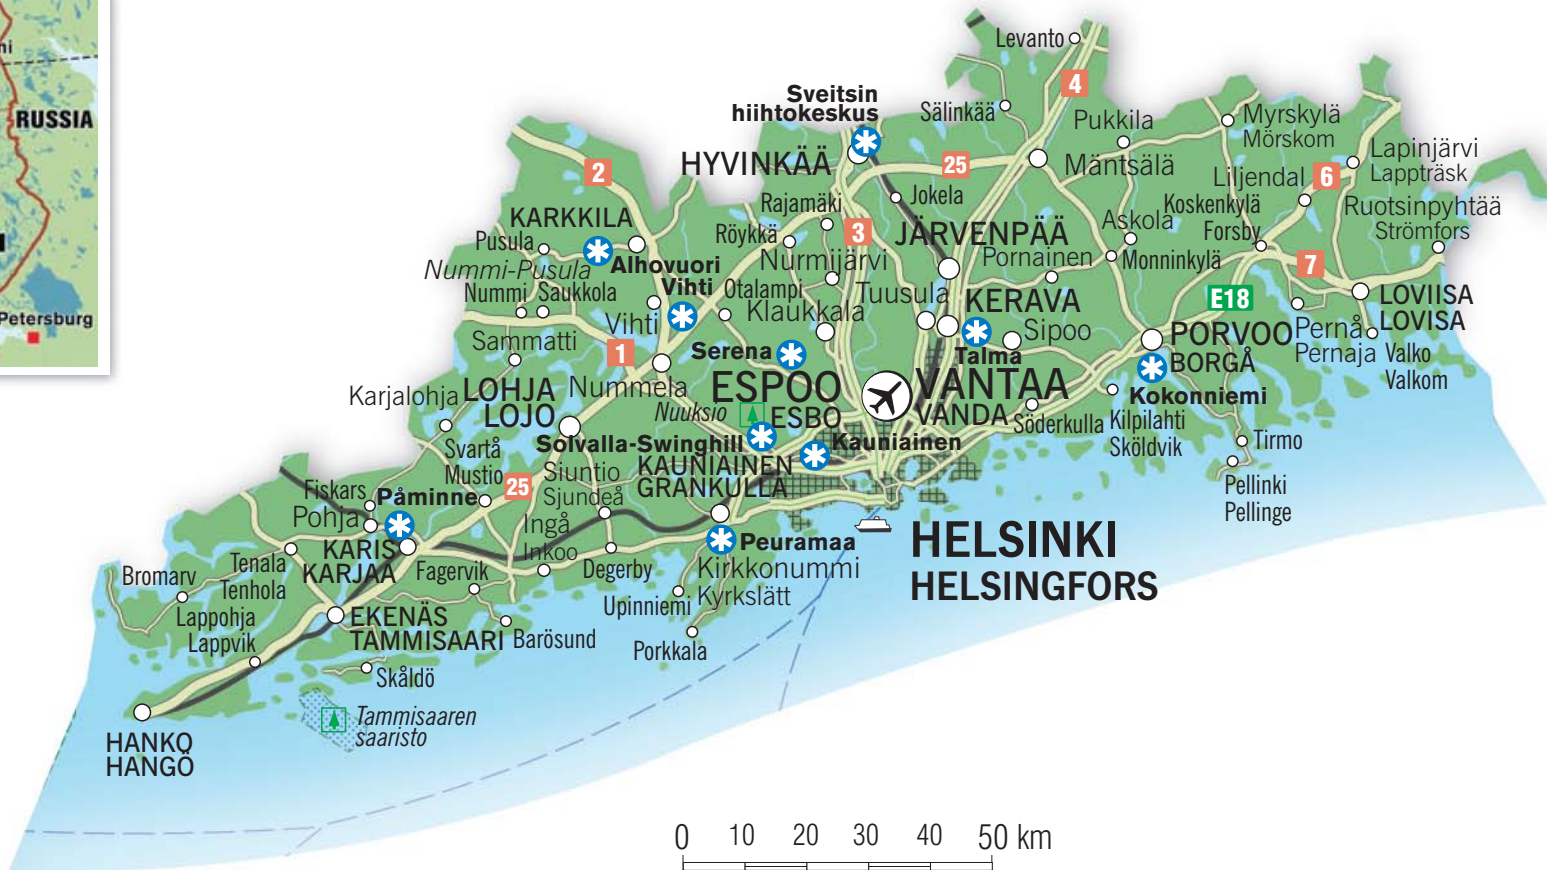 ni
RUSSIA
Petersburg
Levanto
4
Sveitsin
hiihtokeskus
Sälinkää
Pukkila
Myrskylä
Mörskom
2
HYVINKÄÄ
25
Mäntsälä
Lapinjärvi
Lappträsk
Liljendal
6
Jokela
Rajamäki
Koskenkylä
Forsby
Ruotsinpyhtää
Strömfors
KARKKILA
Askola
Pusula
Röykkä
3
JÄRVENPÄÄ
Pornainen
Monninkylä
7
Nummi-Pusula
Alhovuori
Nurmijärvi
Nummi
Saukkola
Vihti
Otalampi
Tuusula
KERAVA
E18
LOVIISA
LOVISA
Vihti
Klaukkala
Sipoo
PORVOO
BORGÅ
Pernå
Pernaja
Valko
Valkom
Sammatti
1
Serena
Talma
Karjalohja
LOHJA
LOJO
Nummela
ESPOO
ESBO
VANTAA
VANDA
Kokonniemi
Nuuksio
Söderkulla
Kilpilahti
Sköldvik
Solvalla-Swinghill
Kauniainen
Tirmo
Svartå
Mustio
KAUNIAINEN
GRANKULLA
Siuntio
Sjundeå
25
Pellinki
Pellinge
Fiskars
Påminne
Pohja
Ingå
Inkoo
HELSINKI
HELSINGFORS
Peuramaa
KARIS
KARJAA
Tenala
Tenhola
Fagervik
Degerby
Kirkkonummi
Kyrkslätt
Bromarv
Upinniemi
Lappohja
Lappvik
EKENÄS
TAMMISAARI
Barösund
Porkkala
Skåldö
Tammisaaren
saaristo
HANKO
HANGÖ
0 10 20 30 40 50 km